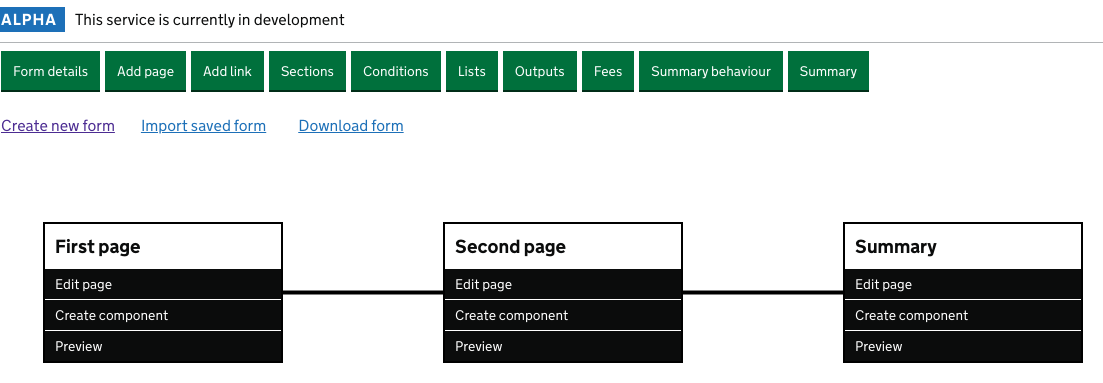 ALPHA This service is currently in development
Form details Add page Add link Sections Conditions Lists Outputs Fees Summary behaviour Summary
Create new form Import saved form Download form
First page Second page Summary
Edit page Edit page Edit page
Create component Create component Create component
Preview Preview Preview